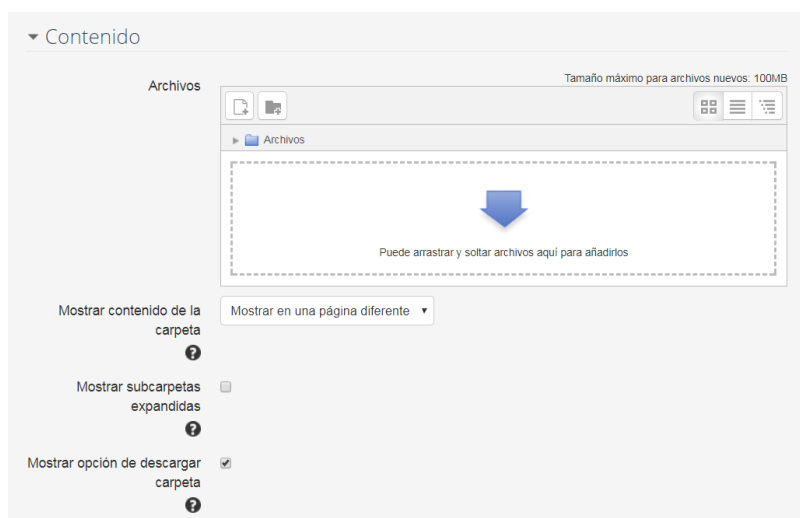 Contenido
Tamaño máximo para archivos nuevos: 100MB
Archivos
Archivos
Puede arrastrar y soltar archivos aquí para añadirlos
Mostrar contenido de la
carpeta
Mostrar en una página diferente
Mostrar subcarpetas
expandidas
Mostrar opción de descargar
carpeta